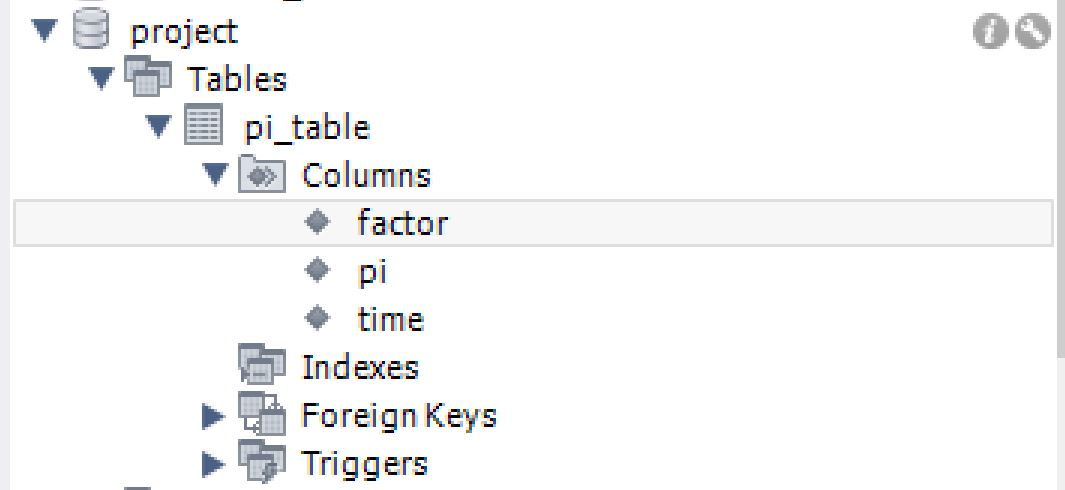 project
Tables
pi_table
Columns
factor
pi
time
Indexes
Foreign Keys
Triggers